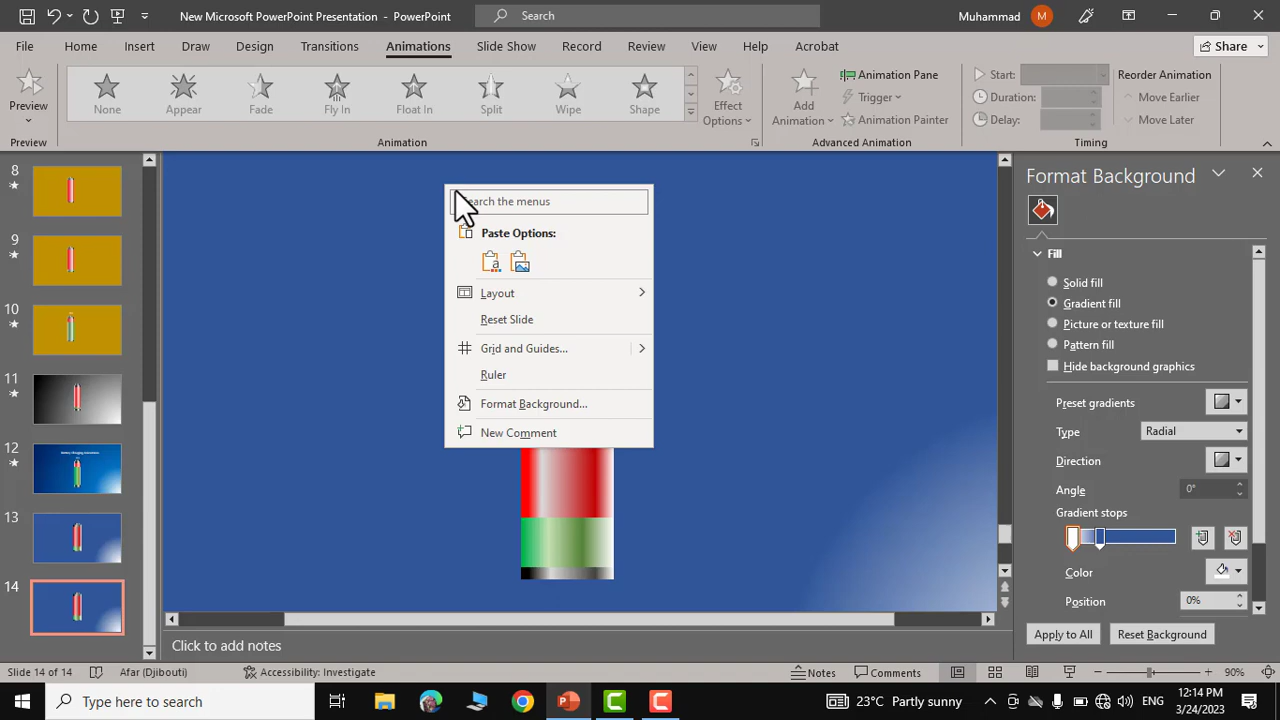 New Microsoft PowerPoint Presentation - PowerPoint
Search
Muhammad
M
File
Home
Insert
Draw
Design
Transitions
Animations
Slide Show
Record
Review
View
Help
Acrobat
Share
Preview
None
Appear
Fade
Fly In
Float In
Split
Wipe
Shape
Effect
Options
Add
Animation
Animation Pane
Trigger
Animation Painter
Start:
Duration:
Delay:
Reorder Animation
Move Earlier
Move Later
Preview
Animation
Advanced Animation
Timing
8
9
10
11
12
13
14
Search the menus
Paste Options:
Layout
Reset Slide
Grid and Guides...
Ruler
Format Background...
New Comment
Format Background
Fill
Solid fill
Gradient fill
Picture or texture fill
Pattern fill
Hide background graphics
Preset gradients
Type
Radial
Direction
Angle
0°
Gradient stops
Color
Position
0%
Apply to All
Reset Background
Click to add notes
Slide 14 of 14
Afar (Djibouti)
Accessibility: Investigate
Notes
Comments
90%
Type here to search
23°C Partly sunny
ENG
12:14 PM
3/24/2023